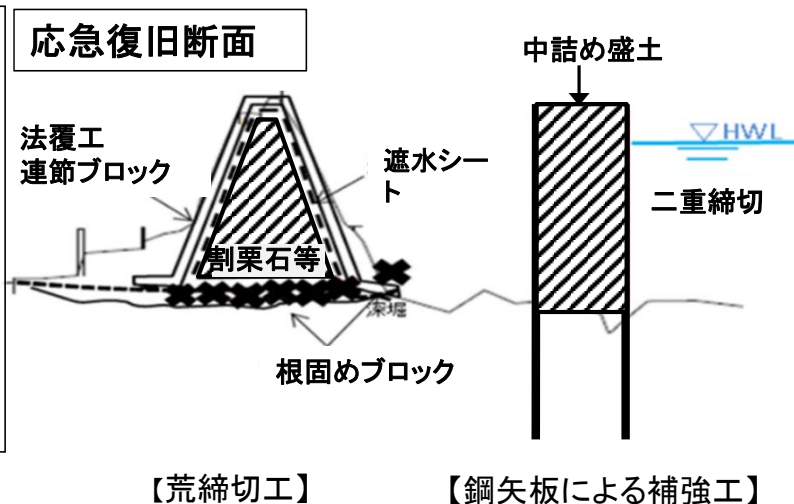 応急復旧断面
中詰め盛土
法覆工
連節ブロック
遮水シー
ト
HWL
二重締切
割栗石等
深堀
根固めブロック
【荒締切工】
【鋼矢板による補強工】